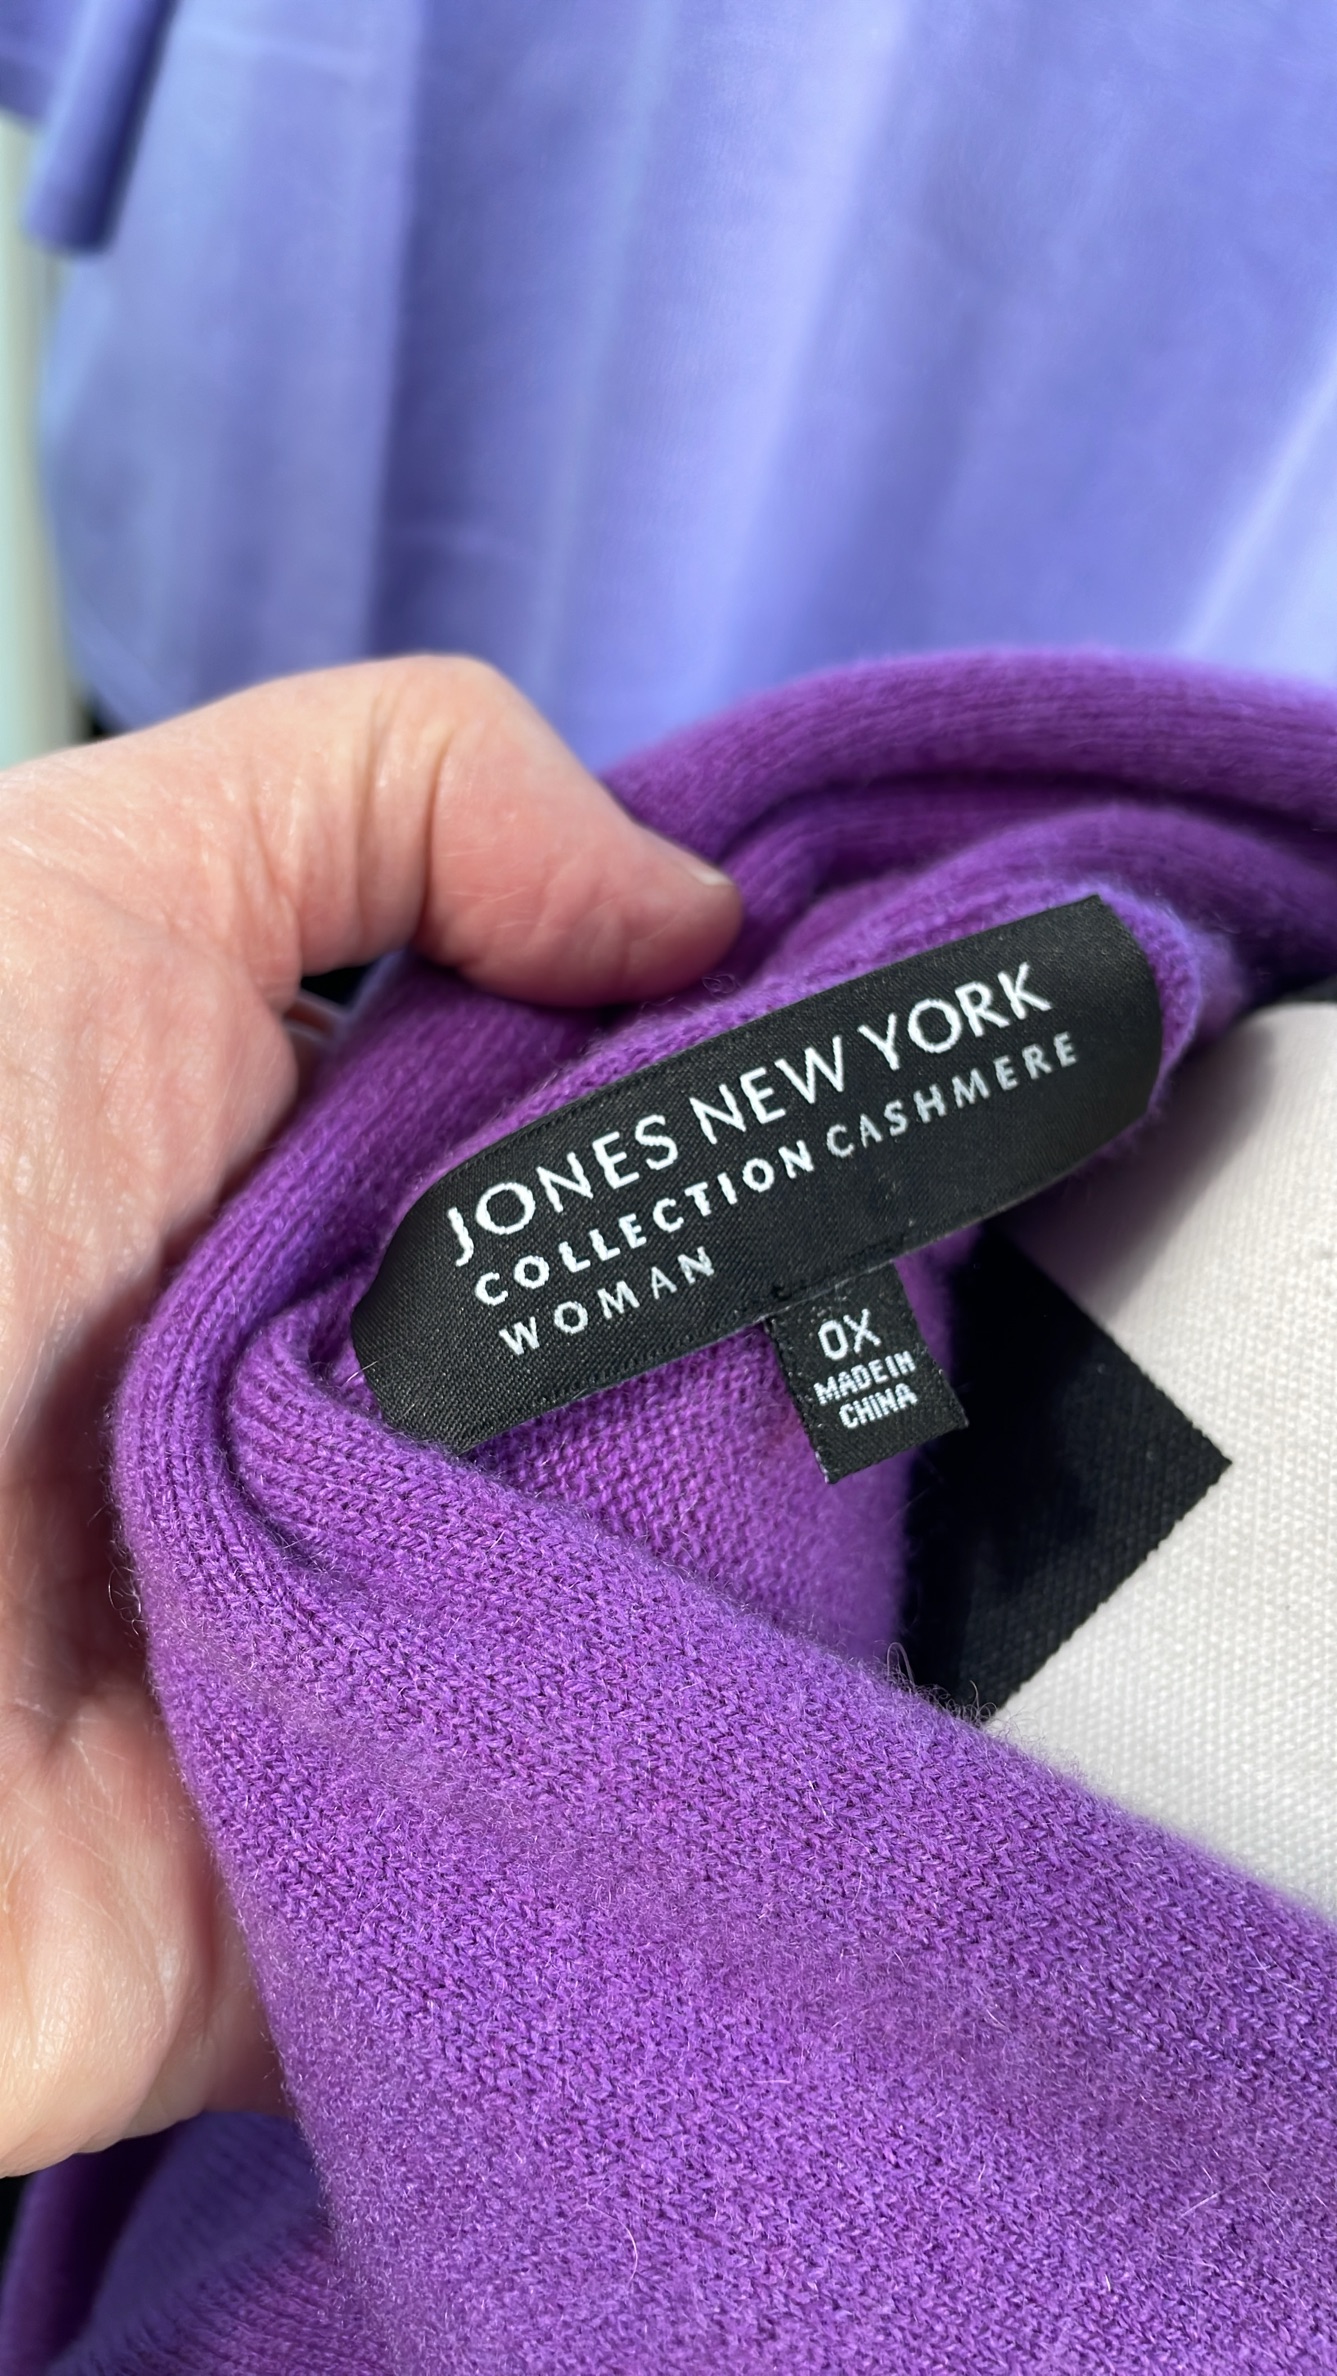 JONES NEW YORK
COLLECTION CASHMERE
WOMAN
0X
MADE IN
CHINA